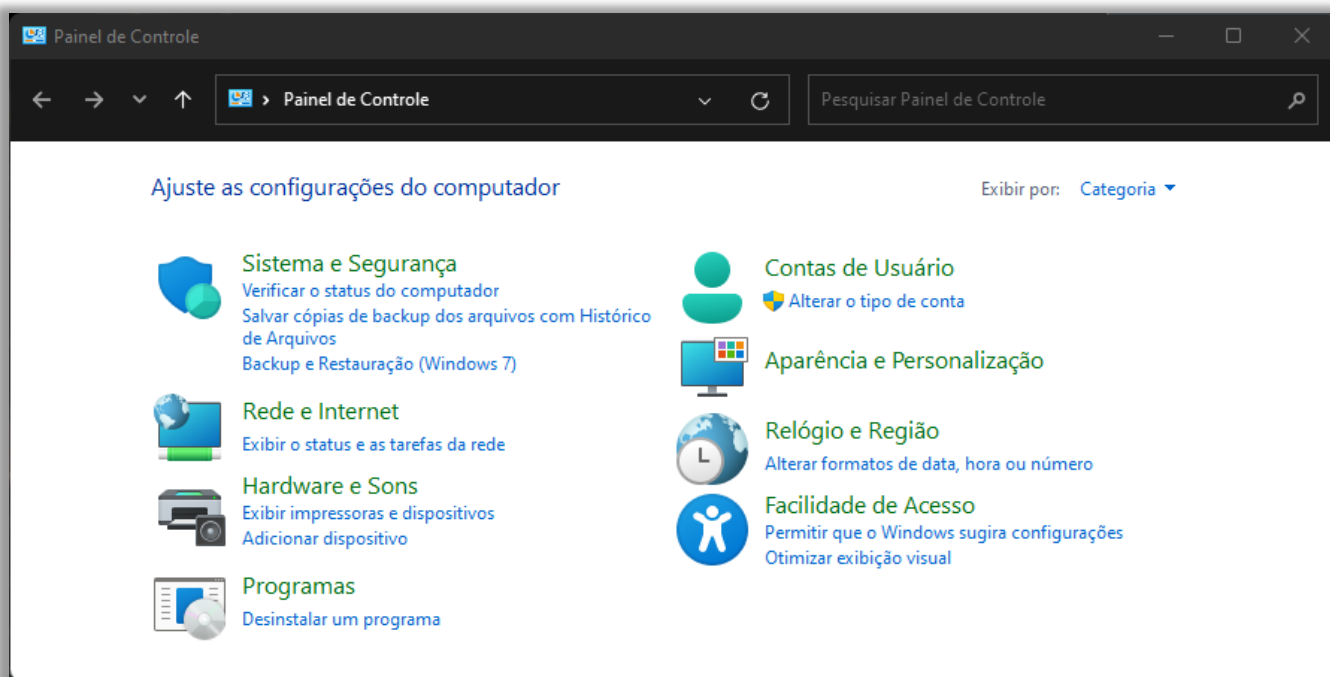 Painel de Controle
Painel de Controle
Pesquisar Painel de Controle
Ajuste as configurações do computador
Exibir por: Categoria
Sistema e Segurança
Verificar o status do computador
Salvar cópias de backup dos arquivos com Histórico
de Arquivos
Backup e Restauração (Windows 7)
Rede e Internet
Exibir o status e as tarefas da rede
Hardware e Sons
Exibir impressoras e dispositivos
Adicionar dispositivo
Programas
Desinstalar um programa
Contas de Usuário
Alterar o tipo de conta
Aparência e Personalização
Relógio e Região
Alterar formatos de data, hora ou número
Facilidade de Acesso
Permitir que o Windows sugira configurações
Otimizar exibição visual